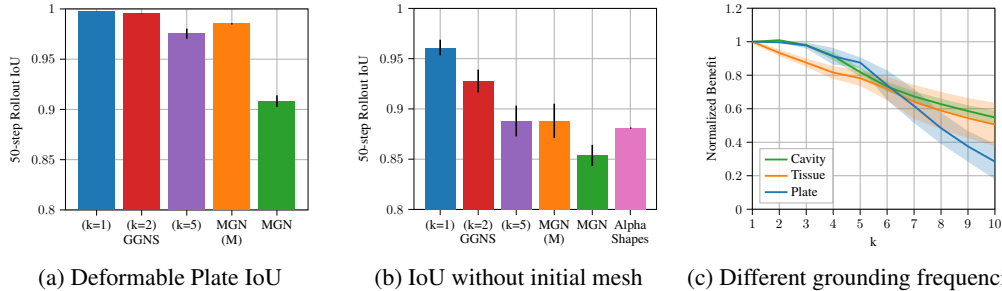 1
0.95
0.9
0.85
0.8
50-step Rollout IoU
(k=1) (k=2) (k=5) MGN MGN
GGNS (M)
(a) Deformable Plate IoU
1
0.95
0.9
0.85
0.8
50-step Rollout IoU
(k=1) (k=2) (k=5) MGN MGN Alpha
GGNS (M) Shapes
(b) IoU without initial mesh
1.2
1
0.8
0.6
0.4
0.2
0
Normalized Benefit
Cavity
Tissue
Plate
1 2 3 4 5 6 7 8 9 10
k
(c) Different grounding frequenci